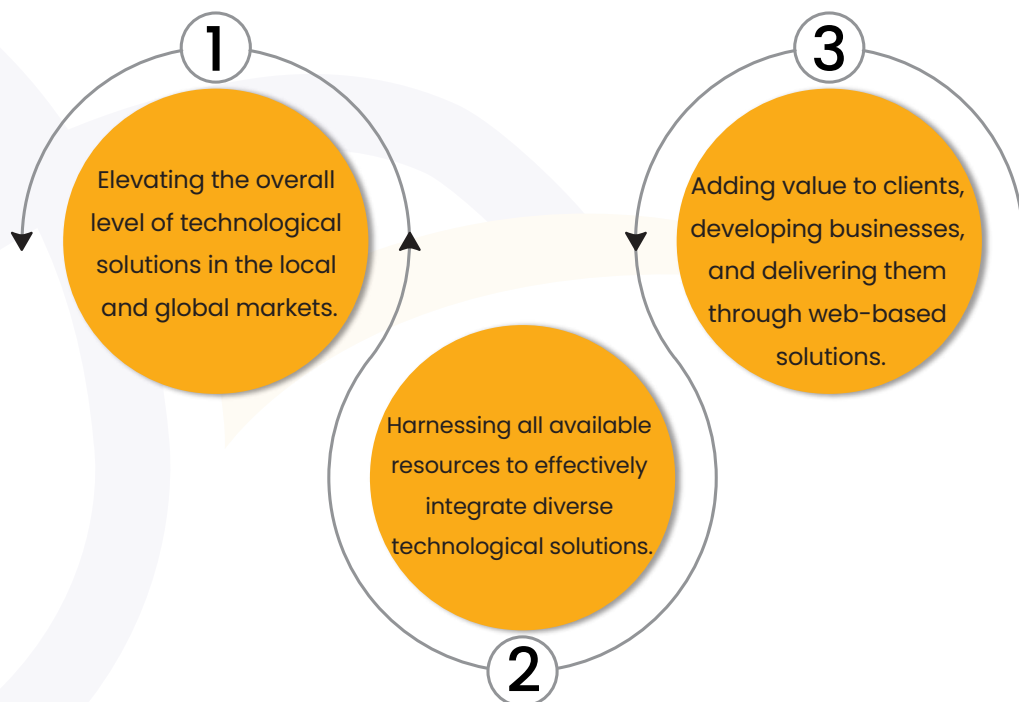 1
Elevating the overall
level of technological
solutions in the local
and global markets.
2
Harnessing all available
resources to effectively
integrate diverse
technological solutions.
3
Adding value to clients,
developing businesses,
and delivering them
through web-based
solutions.